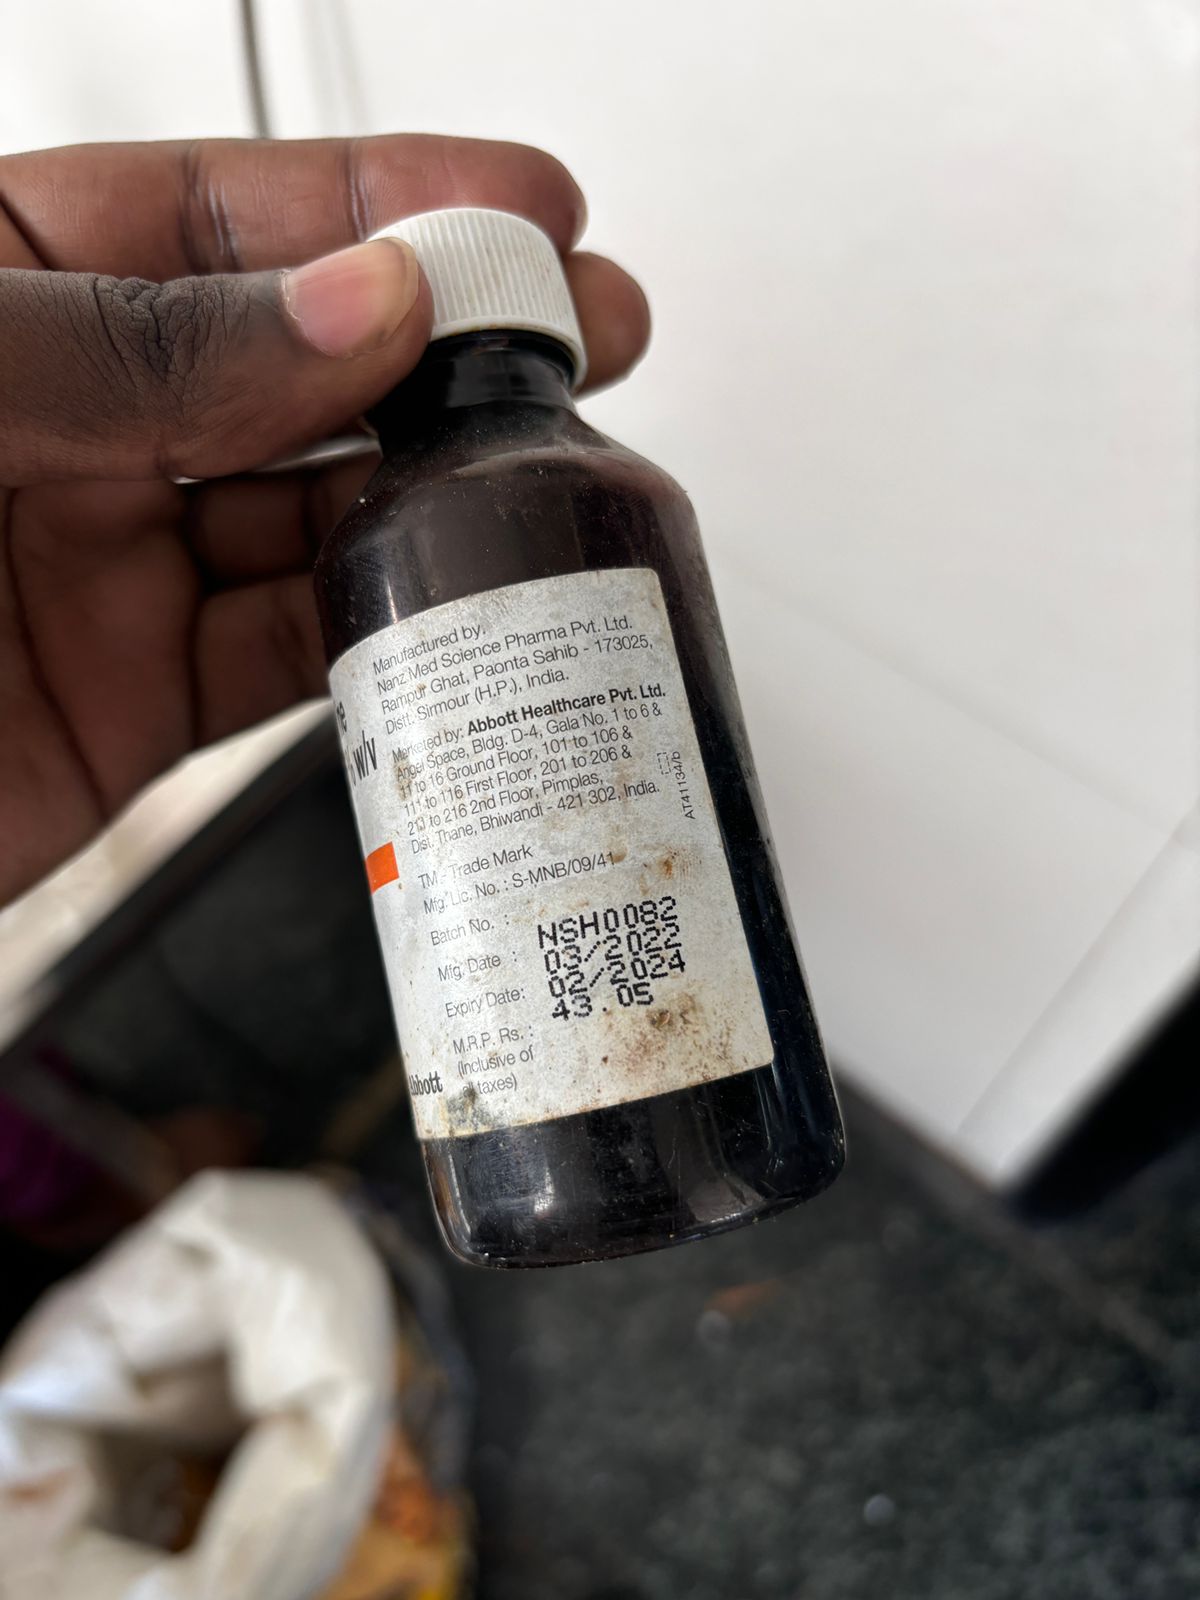 w/v
Manufactured by.
Nanz Med Science Pharma Pvt. Ltd.
Rampur Ghat, Paonta Sahib - 173025,
Distt. Sirmour (H.P.), India.
Marketed by: Abbott Healthcare Pvt. Ltd.
Angel Space, Bldg. D-4, Gala No. 1 to 6 &
11 to 16 Ground Floor, 101 to 106 &
111 to 116 First Floor, 201 to 206 &
211 to 216 2nd Floor, Pimplas,
Dist. Thane, Bhiwandi - 421 302, India.
AT41134/b
TM - Trade Mark
Mfg. Lic. No. : S-MNB/09/41
Batch No. : NSH0082
Mfg. Date : 03/2022
Expiry Date: 02/2024
M.R.P. Rs. : 43.05
(Inclusive of
all taxes)
Abbott